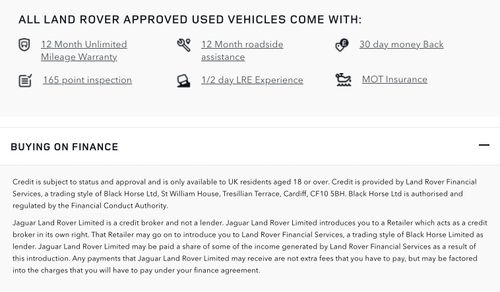 ALL LAND ROVER APPROVED USED VEHICLES COME WITH:
12 Month Unlimited
Mileage Warranty
12 Month roadside
assistance
30 day money Back
165 point inspection
1/2 day LRE Experience
MOT Insurance
BUYING ON FINANCE
Credit is subject to status and approval and is only available to UK residents aged 18 or over. Credit is provided by Land Rover Financial
Services, a trading style of Black Horse Ltd, St William House, Tresillian Terrace, Cardiff, CF10 5BH. Black Horse Ltd is authorised and
regulated by the Financial Conduct Authority.
Jaguar Land Rover Limited is a credit broker and not a lender. Jaguar Land Rover Limited introduces you to a Retailer which acts as a credit
broker in its own right. That Retailer may go on to introduce you to Land Rover Financial Services, a trading style of Black Horse Limited as
lender. Jaguar Land Rover Limited may be paid a share of some of the income generated by Land Rover Financial Services as a result of
this introduction. Any payments that Jaguar Land Rover Limited may receive are not extra fees that you have to pay, but may be factored
into the charges that you will have to pay under your finance agreement.